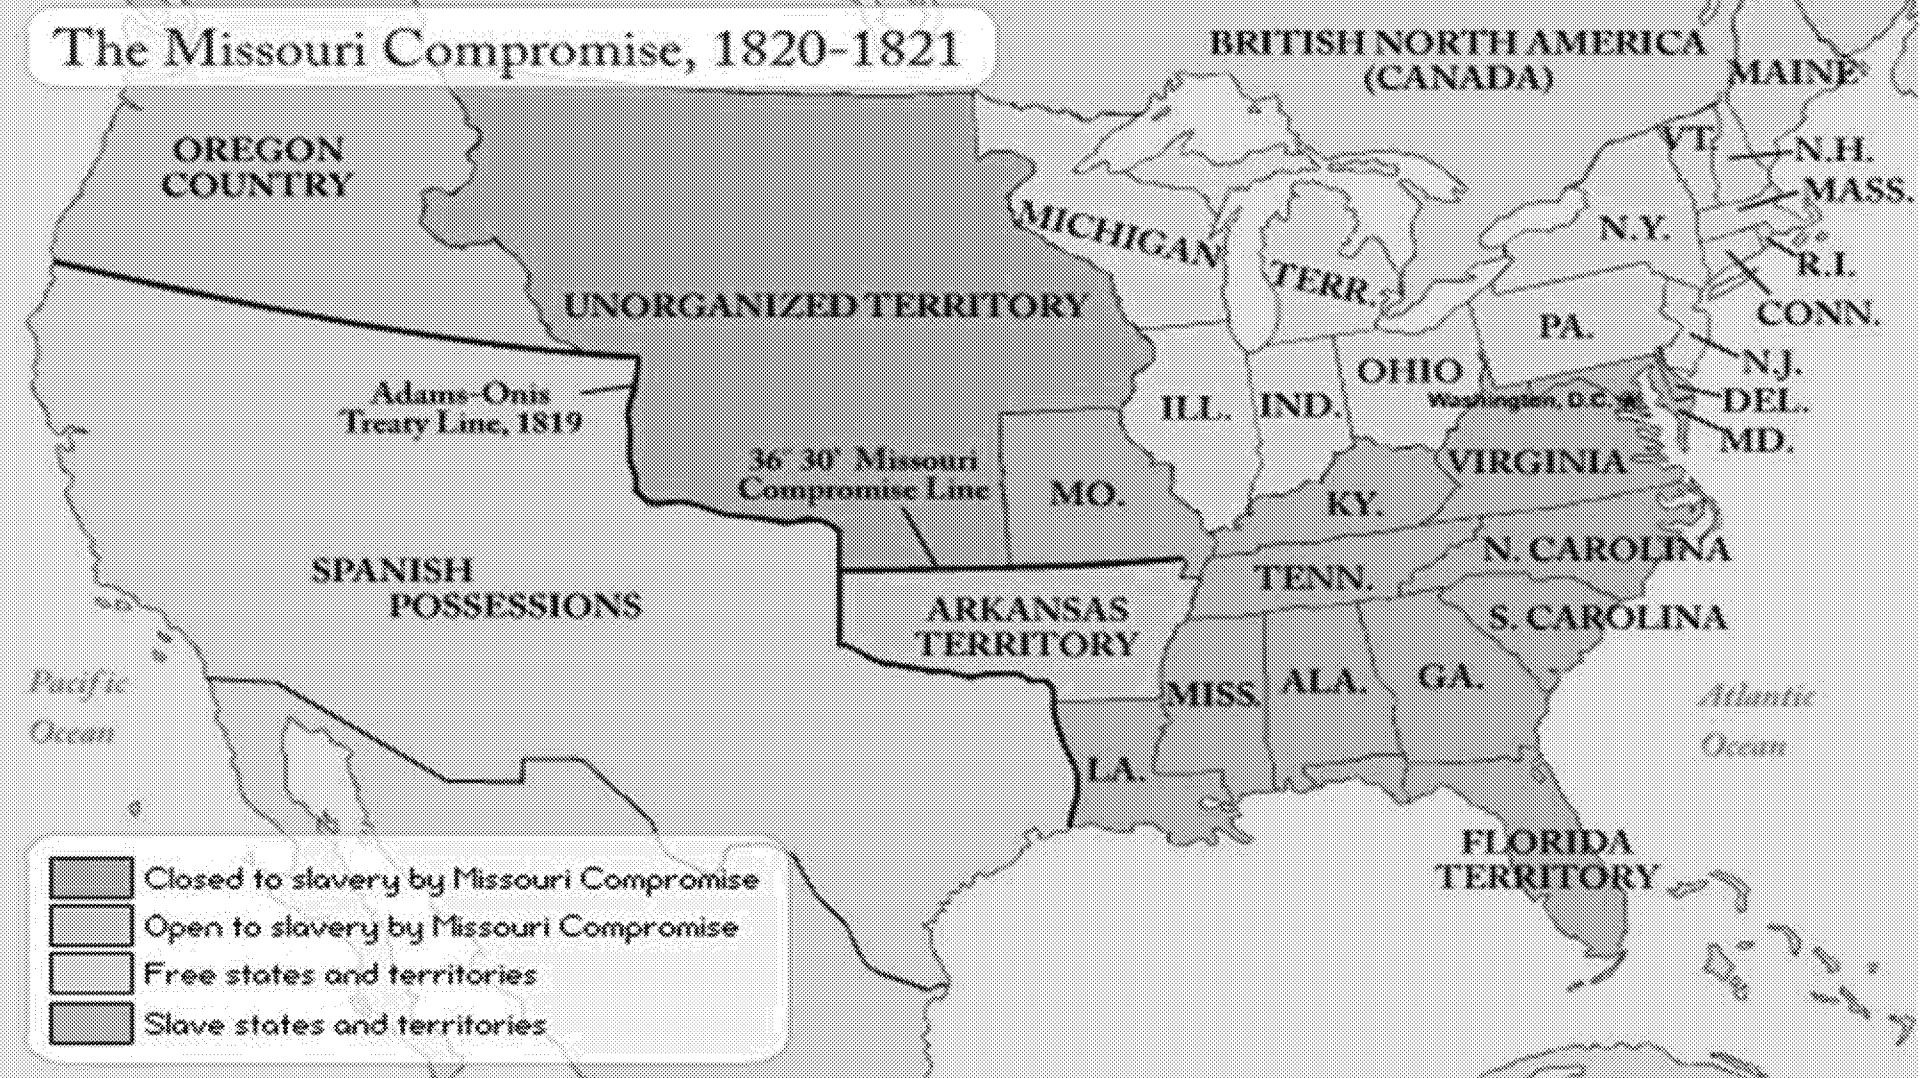 The Missouri Compromise, 1820-1821
BRITISH NORTH AMERICA
(CANADA)
MAINE
OREGON
COUNTRY
VT.
N.H.
MASS.
MICHIGAN
TERR.
N.Y.
R.I.
CONN.
UNORGANIZED TERRITORY
PA.
N.J.
Adams-Onis
Treaty Line, 1819
ILL.
IND.
OHIO
Washington, D.C.
DEL.
MD.
36° 30' Missouri
Compromise Line
MO.
KY.
VIRGINIA
SPANISH
POSSESSIONS
ARKANSAS
TERRITORY
TENN.
N. CAROLINA
S. CAROLINA
Pacific
Ocean
MISS.
ALA.
GA.
Atlantic
Ocean
LA.
FLORIDA
TERRITORY
Closed to slavery by Missouri Compromise
Open to slavery by Missouri Compromise
Free states and territories
Slave states and territories